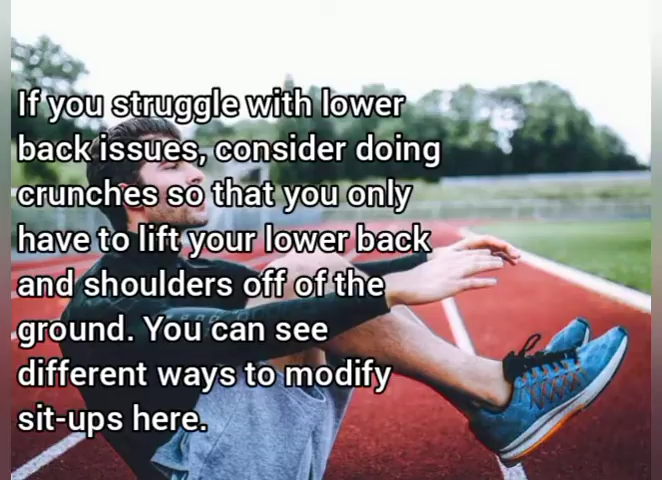 If you struggle with lower
back issues, consider doing
crunches so that you only
have to lift your lower back
and shoulders off of the
ground. You can see
different ways to modify
sit-ups here.